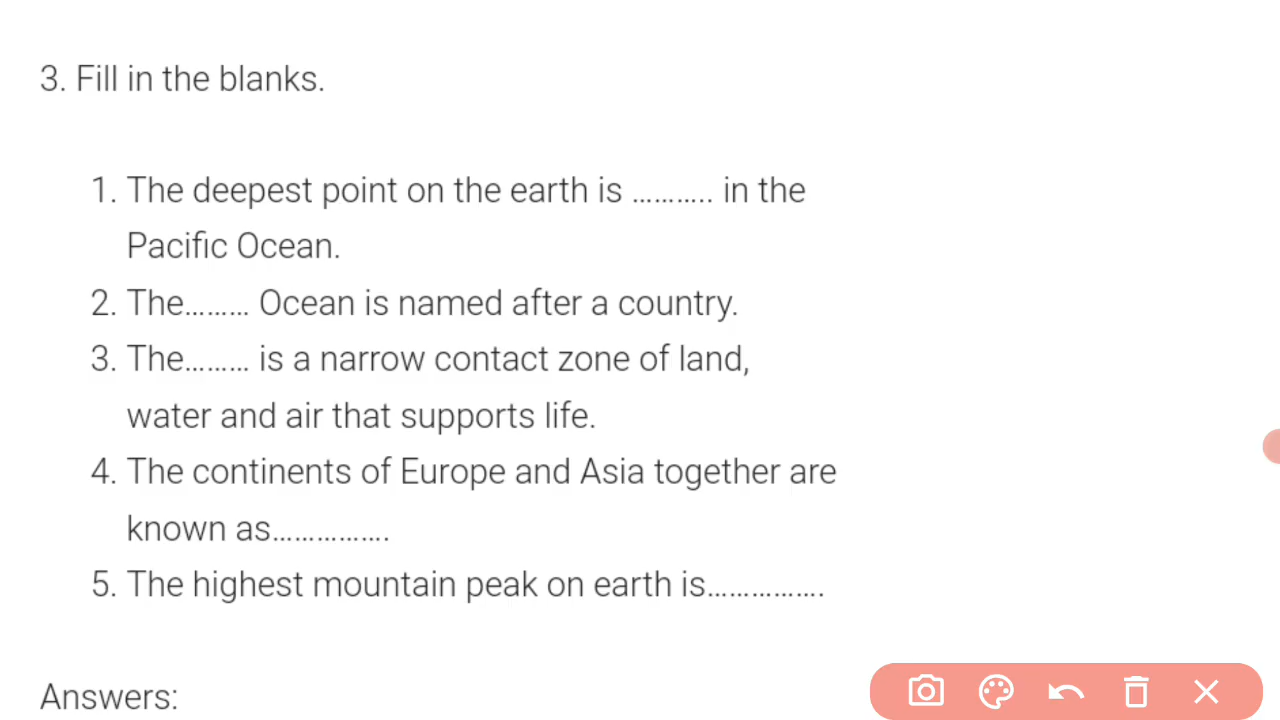 3. Fill in the blanks.
1. The deepest point on the earth is ……….. in the
Pacific Ocean.
2. The……… Ocean is named after a country.
3. The……… is a narrow contact zone of land,
water and air that supports life.
4. The continents of Europe and Asia together are
known as…………….
5. The highest mountain peak on earth is…………….
Answers: